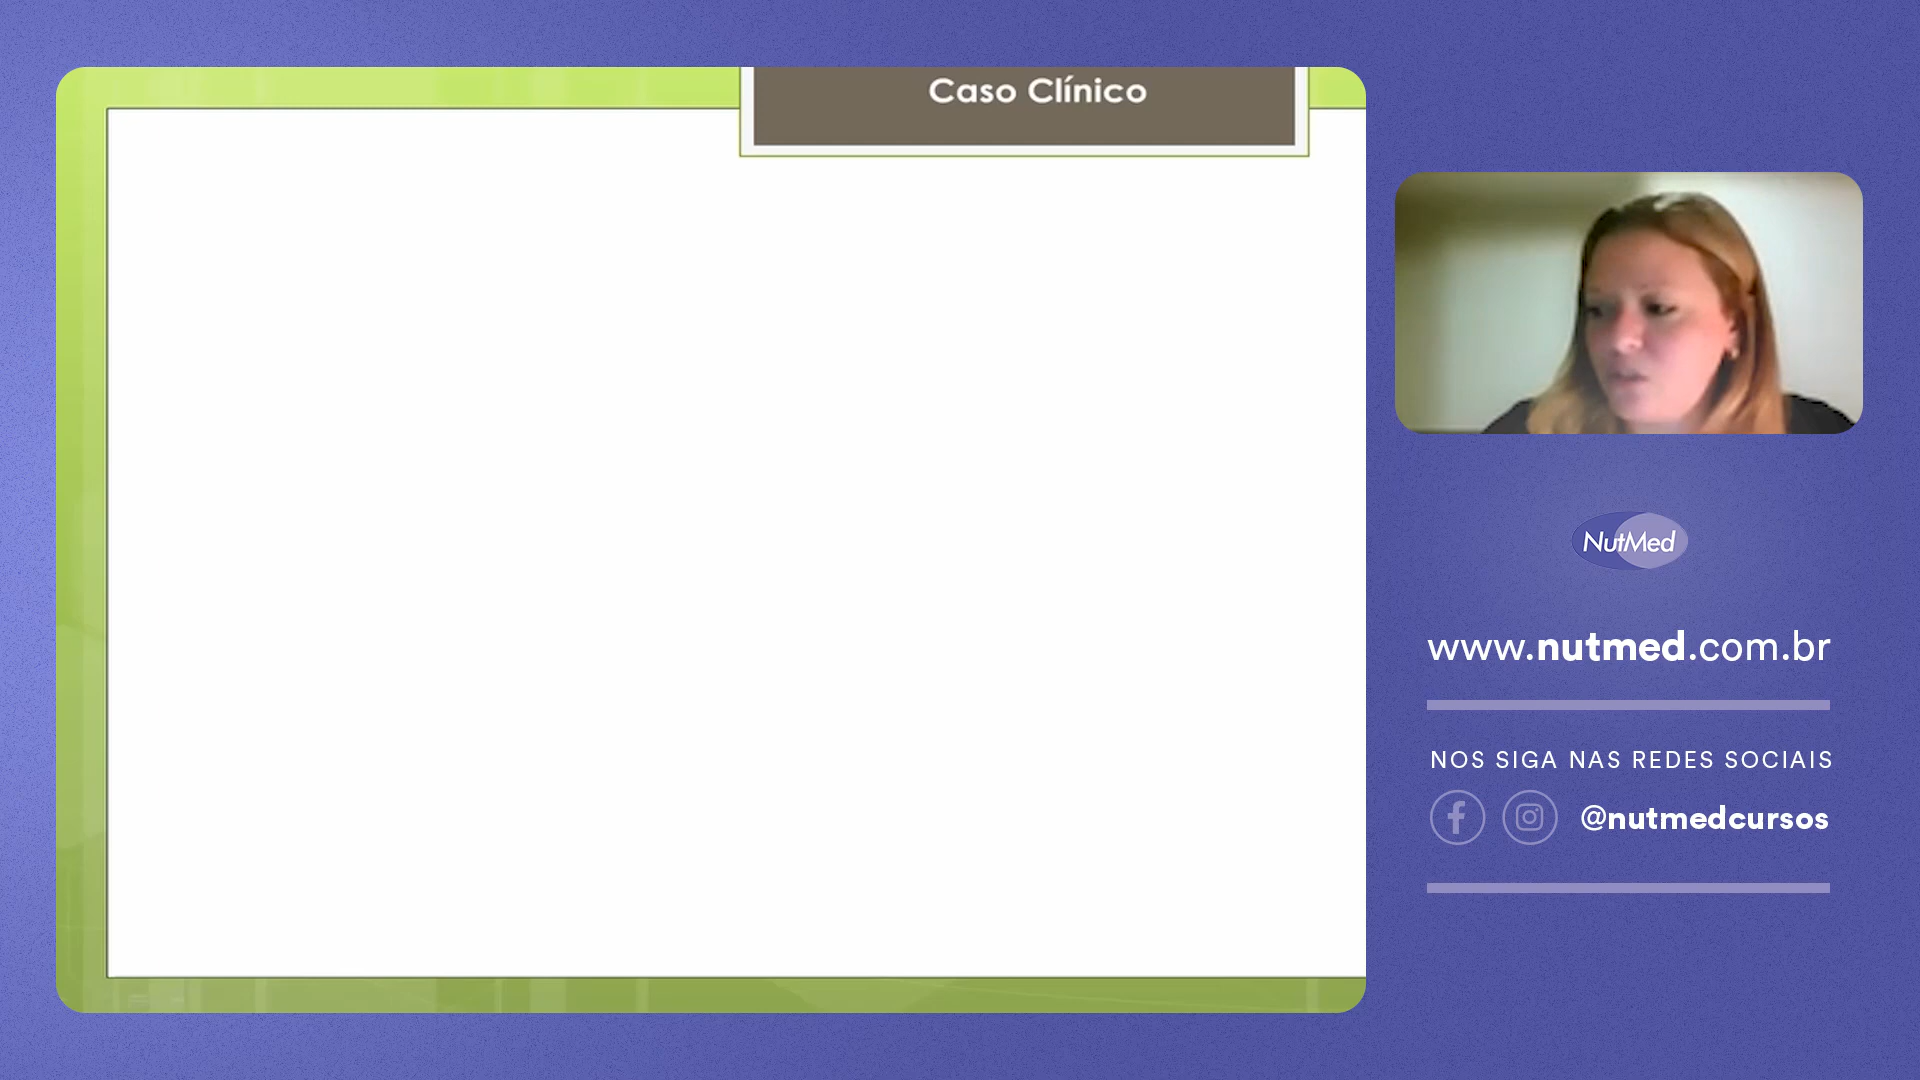 Caso Clínico
NutMed
www.nutmed.com.br
NOS SIGA NAS REDES SOCIAIS
@nutmedcursos